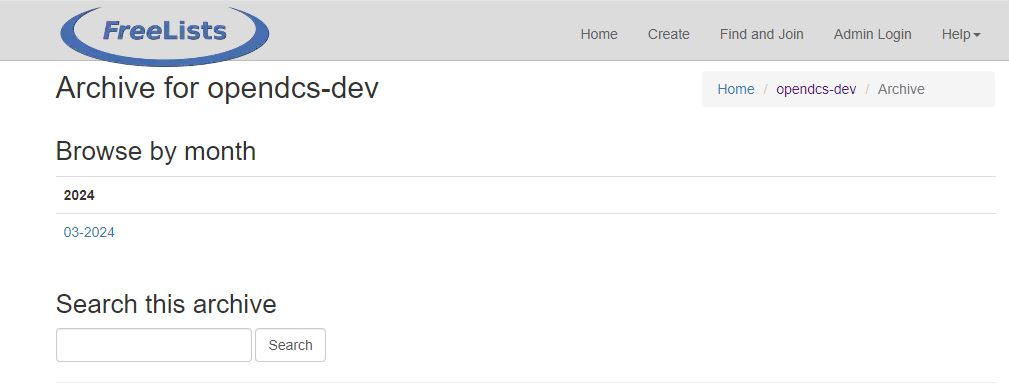 FreeLists
Home Create Find and Join Admin Login Help
Archive for opendcs-dev
Home / opendcs-dev / Archive
Browse by month
2024
03-2024
Search this archive
Search